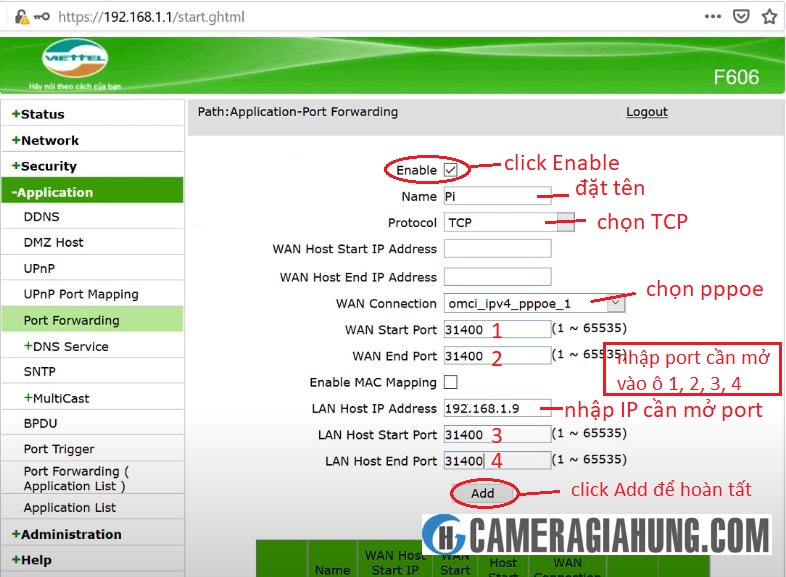 https://192.168.1.1/start.ghtml
VIETTEL
Hãy nói theo cách của bạn
F606
Path:Application-Port Forwarding
Logout
+Status
+Network
+Security
-Application
DDNS
DMZ Host
UPnP
UPnP Port Mapping
Port Forwarding
+DNS Service
SNTP
+MultiCast
BPDU
Port Trigger
Port Forwarding (
Application List )
Application List
+Administration
+Help
Enable click Enable
Name Pi đặt tên
Protocol TCP chọn TCP
WAN Host Start IP Address
WAN Host End IP Address
WAN Connection omci_ipv4_pppoe_1 chọn pppoe
WAN Start Port 31400 1 (1 ~ 65535)
WAN End Port 31400 2 (1 ~ 65535)
nhập port cần mở
vào ô 1, 2, 3, 4
Enable MAC Mapping
LAN Host IP Address 192.168.1.9 nhập IP cần mở port
LAN Host Start Port 31400 3 (1 ~ 65535)
LAN Host End Port 31400 4 (1 ~ 65535)
Add click Add để hoàn tất
CAMERAGIAHUNG.COM
Name
WAN Host
Start IP
WAN
Start
Host
Start
WAN